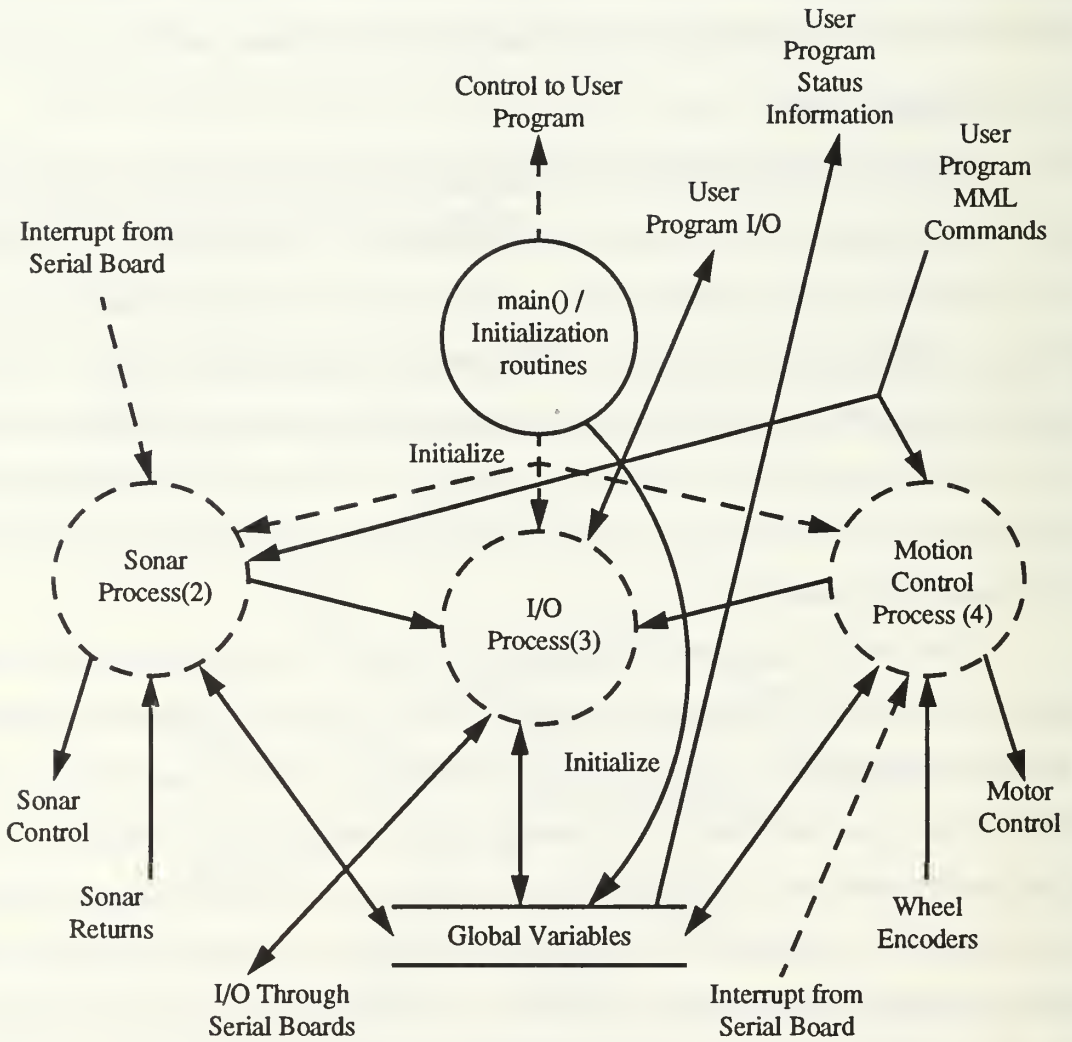 User
Program
Status
Information
Control to User
Program
User
Program
MML
Commands
User
Program I/O
Interrupt from
Serial Board
main() /
Initialization
routines
Initialize
Sonar
Process(2)
I/O
Process(3)
Motion
Control
Process (4)
Initialize
Sonar
Control
Motor
Control
Sonar
Returns
Wheel
Encoders
Global Variables
I/O Through
Serial Boards
Interrupt from
Serial Board